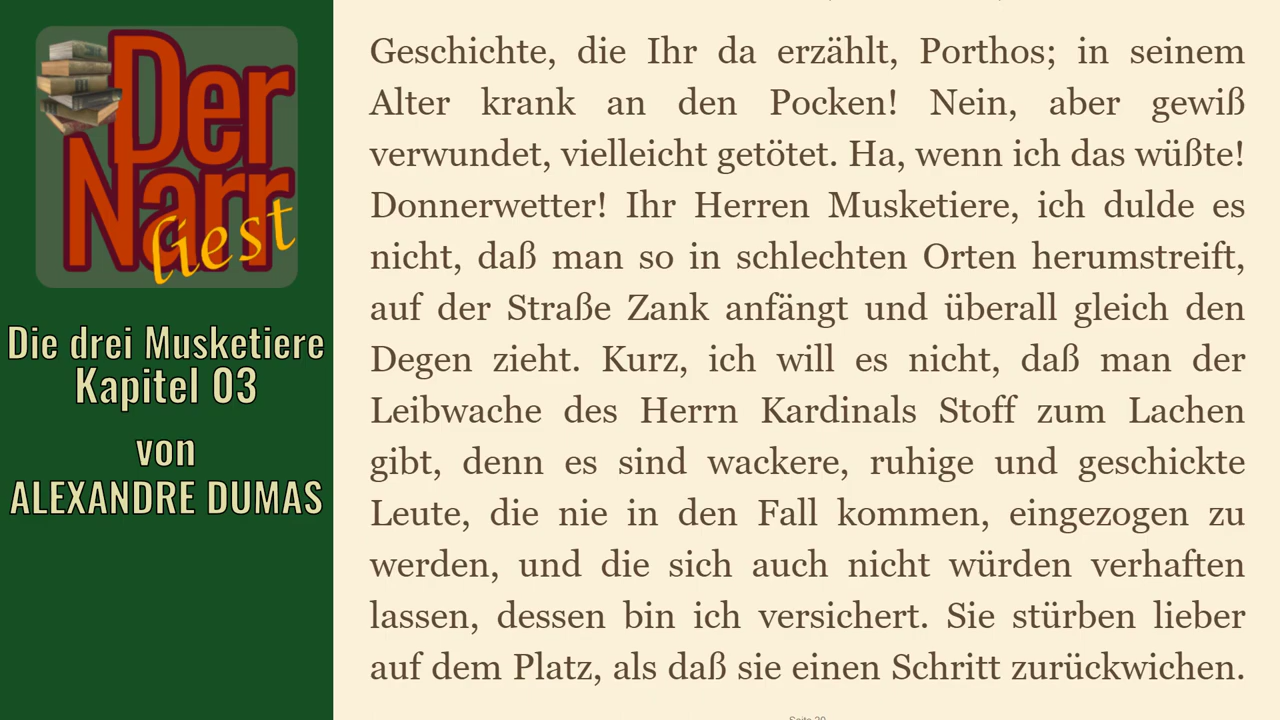 Der
Narr
liest
Die drei Musketiere
Kapitel 03
von
ALEXANDRE DUMAS
Geschichte, die Ihr da erzählt, Porthos; in seinem
Alter krank an den Pocken! Nein, aber gewiß
verwundet, vielleicht getötet. Ha, wenn ich das wüßte!
Donnerwetter! Ihr Herren Musketiere, ich dulde es
nicht, daß man so in schlechten Orten herumstreift,
auf der Straße Zank anfängt und überall gleich den
Degen zieht. Kurz, ich will es nicht, daß man der
Leibwache des Herrn Kardinals Stoff zum Lachen
gibt, denn es sind wackere, ruhige und geschickte
Leute, die nie in den Fall kommen, eingezogen zu
werden, und die sich auch nicht würden verhaften
lassen, dessen bin ich versichert. Sie stürben lieber
auf dem Platz, als daß sie einen Schritt zurückwichen.